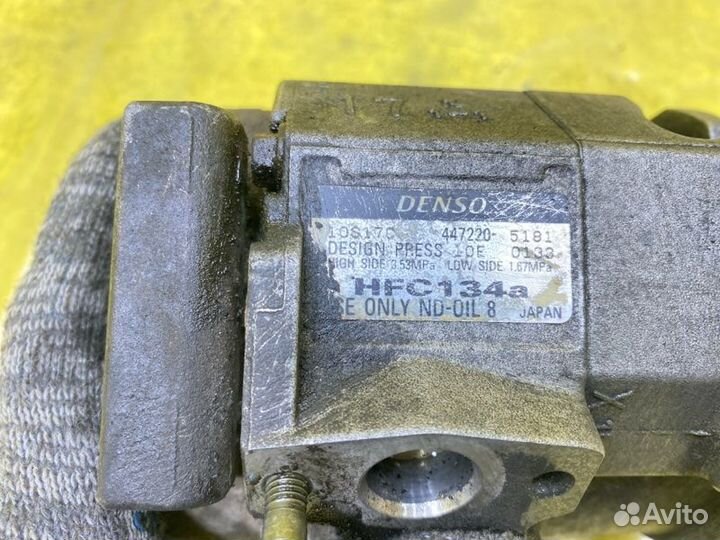 DENSO
10S17C 447220- 5181
DESIGN PRESS 10E 0133
HIGH SIDE 3.53MPa LOW SIDE 1.67MPa
HFC134a
SE ONLY ND-OIL 8 JAPAN
Avito